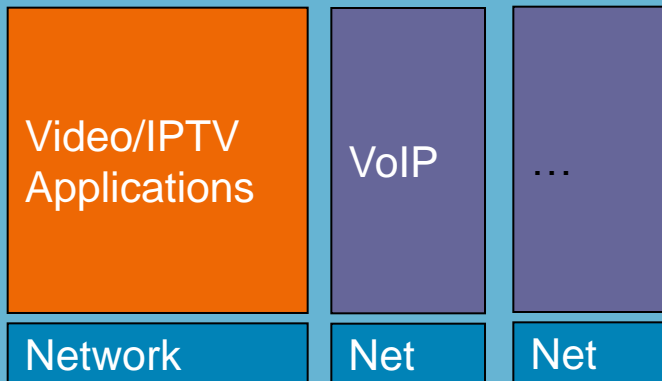 Video/IPTV
Applications
VoIP
…
Network
Net
Net